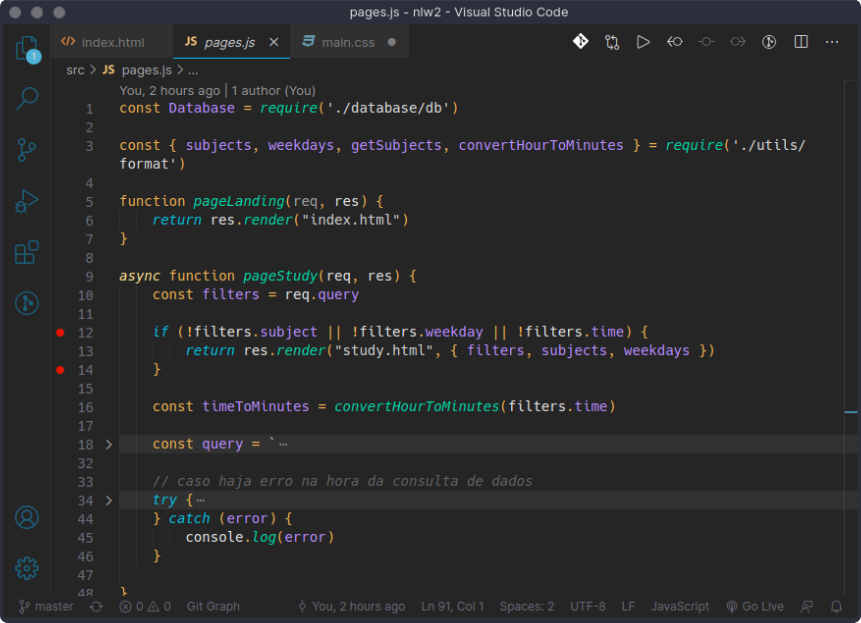 pages.js - nlw2 - Visual Studio Code
index.html
JS pages.js
main.css
1
src > JS pages.js > ...
You, 2 hours ago | 1 author (You)
1 const Database = require('./database/db')
2
3 const { subjects, weekdays, getSubjects, convertHourToMinutes } = require('./utils/
format')
4
5 function pageLanding(req, res) {
6 return res.render("index.html")
7 }
8
9 async function pageStudy(req, res) {
10 const filters = req.query
11
12 if (!filters.subject || !filters.weekday || !filters.time) {
13 return res.render("study.html", { filters, subjects, weekdays })
14 }
15
16 const timeToMinutes = convertHourToMinutes(filters.time)
17
18 const query = `⋯
32
33 // caso haja erro na hora da consulta de dados
34 try {⋯
44 } catch (error) {
45 console.log(error)
46 }
47
48 }
master 0 0 Git Graph You, 2 hours ago Ln 91, Col 1 Spaces: 2 UTF-8 LF JavaScript Go Live